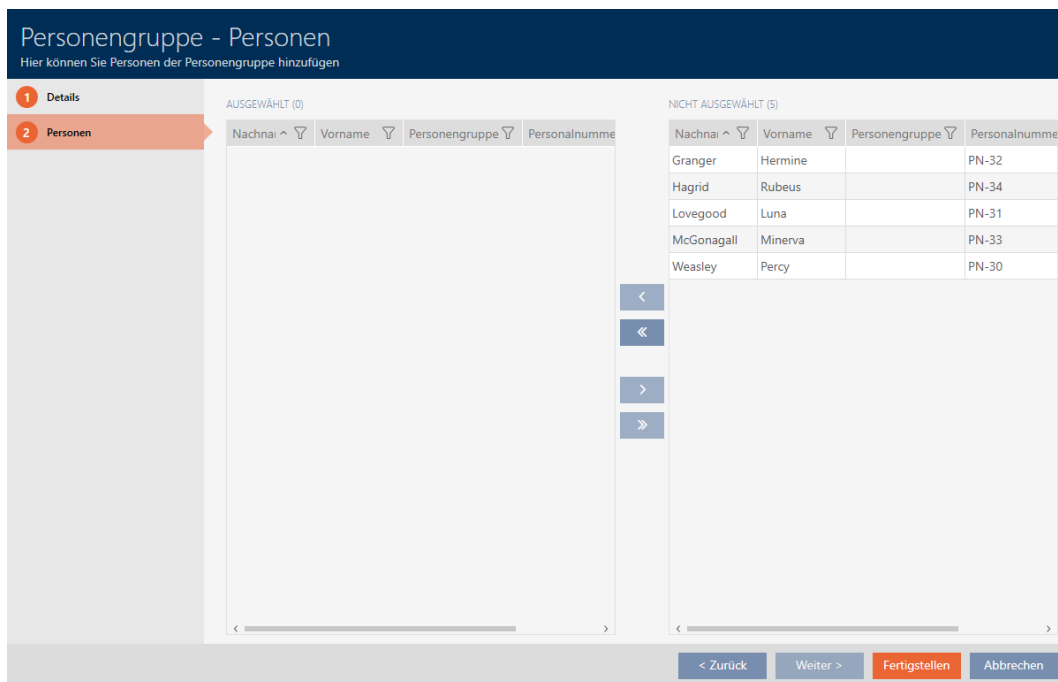 Personengruppe - Personen
Hier können Sie Personen der Personengruppe hinzufügen
1 Details
2 Personen
AUSGEWÄHLT (0)
Nachnai Vorname Personengruppe Personalnumme
NICHT AUSGEWÄHLT (5)
Nachnai Vorname Personengruppe Personalnumme
Granger Hermine PN-32
Hagrid Rubeus PN-34
Lovegood Luna PN-31
McGonagall Minerva PN-33
Weasley Percy PN-30
< Zurück Weiter > Fertigstellen Abbrechen